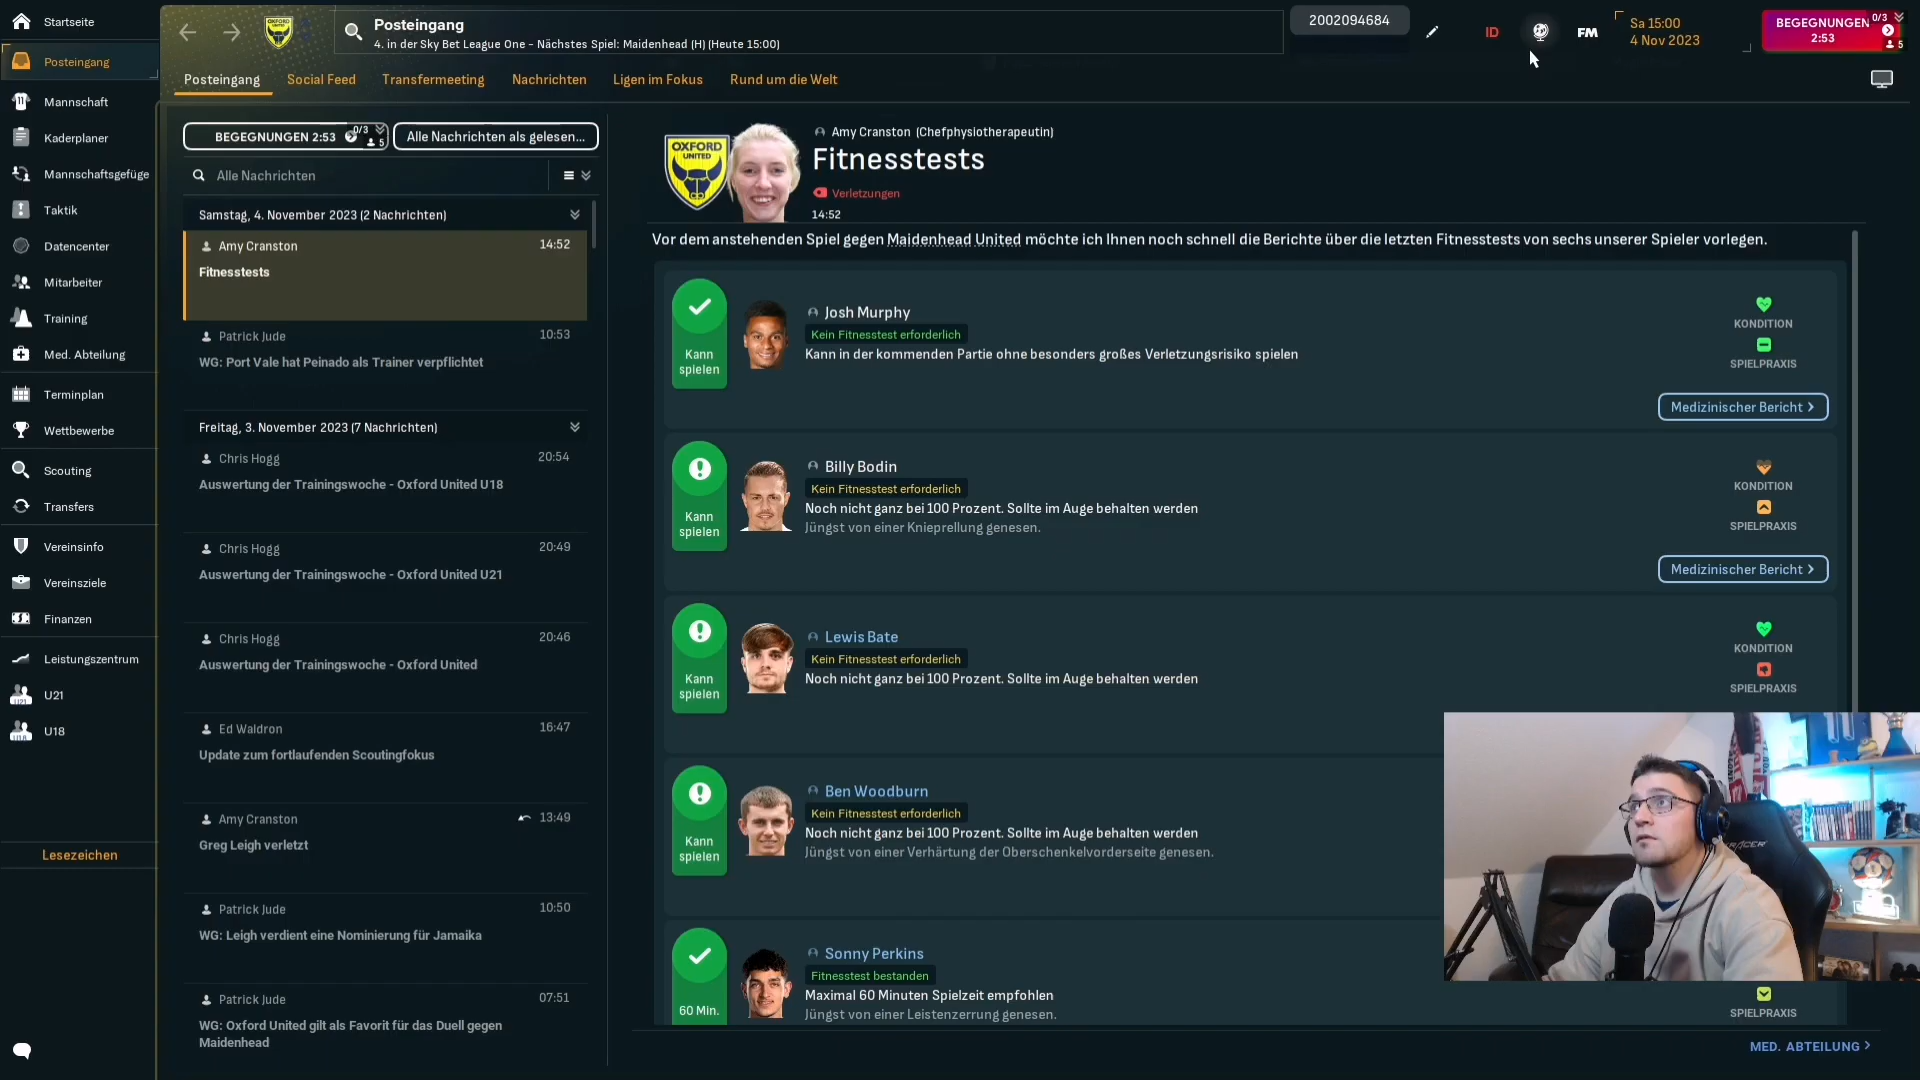 Startseite
Posteingang
Mannschaft
Kaderplaner
Mannschaftsgefüge
Taktik
Datencenter
Mitarbeiter
Training
Med. Abteilung
Terminplan
Wettbewerbe
Scouting
Transfers
Vereinsinfo
Vereinsziele
Finanzen
Leistungszentrum
U21
U18
Lesezeichen
Posteingang
4. in der Sky Bet League One - Nächstes Spiel: Maidenhead (H) (Heute 15:00)
2002094684
ID
FM
Sa 15:00
4 Nov 2023
BEGEGNUNGEN
2:53
0/3
5
Posteingang
Social Feed
Transfermeeting
Nachrichten
Ligen im Fokus
Rund um die Welt
BEGEGNUNGEN 2:53
0/3
5
Alle Nachrichten als gelesen...
Alle Nachrichten
Samstag, 4. November 2023 (2 Nachrichten)
Amy Cranston 14:52
Fitnesstests
Patrick Jude 10:53
WG: Port Vale hat Peinado als Trainer verpflichtet
Freitag, 3. November 2023 (7 Nachrichten)
Chris Hogg 20:54
Auswertung der Trainingswoche - Oxford United U18
Chris Hogg 20:49
Auswertung der Trainingswoche - Oxford United U21
Chris Hogg 20:46
Auswertung der Trainingswoche - Oxford United
Ed Waldron 16:47
Update zum fortlaufenden Scoutingfokus
Amy Cranston 13:49
Greg Leigh verletzt
Patrick Jude 10:50
WG: Leigh verdient eine Nominierung für Jamaika
Patrick Jude 07:51
WG: Oxford United gilt als Favorit für das Duell gegen
Maidenhead
OXFORD
UNITED
Amy Cranston (Chefphysiotherapeutin)
Fitnesstests
Verletzungen
14:52
Vor dem anstehenden Spiel gegen Maidenhead United möchte ich Ihnen noch schnell die Berichte über die letzten Fitnesstests von sechs unserer Spieler vorlegen.
Kann
spielen
Josh Murphy
Kein Fitnesstest erforderlich
Kann in der kommenden Partie ohne besonders großes Verletzungsrisiko spielen
KONDITION
SPIELPRAXIS
Medizinischer Bericht
Kann
spielen
Billy Bodin
Kein Fitnesstest erforderlich
Noch nicht ganz bei 100 Prozent. Sollte im Auge behalten werden
Jüngst von einer Knieprellung genesen.
KONDITION
SPIELPRAXIS
Medizinischer Bericht
Kann
spielen
Lewis Bate
Kein Fitnesstest erforderlich
Noch nicht ganz bei 100 Prozent. Sollte im Auge behalten werden
KONDITION
SPIELPRAXIS
Kann
spielen
Ben Woodburn
Kein Fitnesstest erforderlich
Noch nicht ganz bei 100 Prozent. Sollte im Auge behalten werden
Jüngst von einer Verhärtung der Oberschenkelvorderseite genesen.
60 Min.
Sonny Perkins
Fitnesstest bestanden
Maximal 60 Minuten Spielzeit empfohlen
Jüngst von einer Leistenzerrung genesen.
SPIELPRAXIS
MED. ABTEILUNG